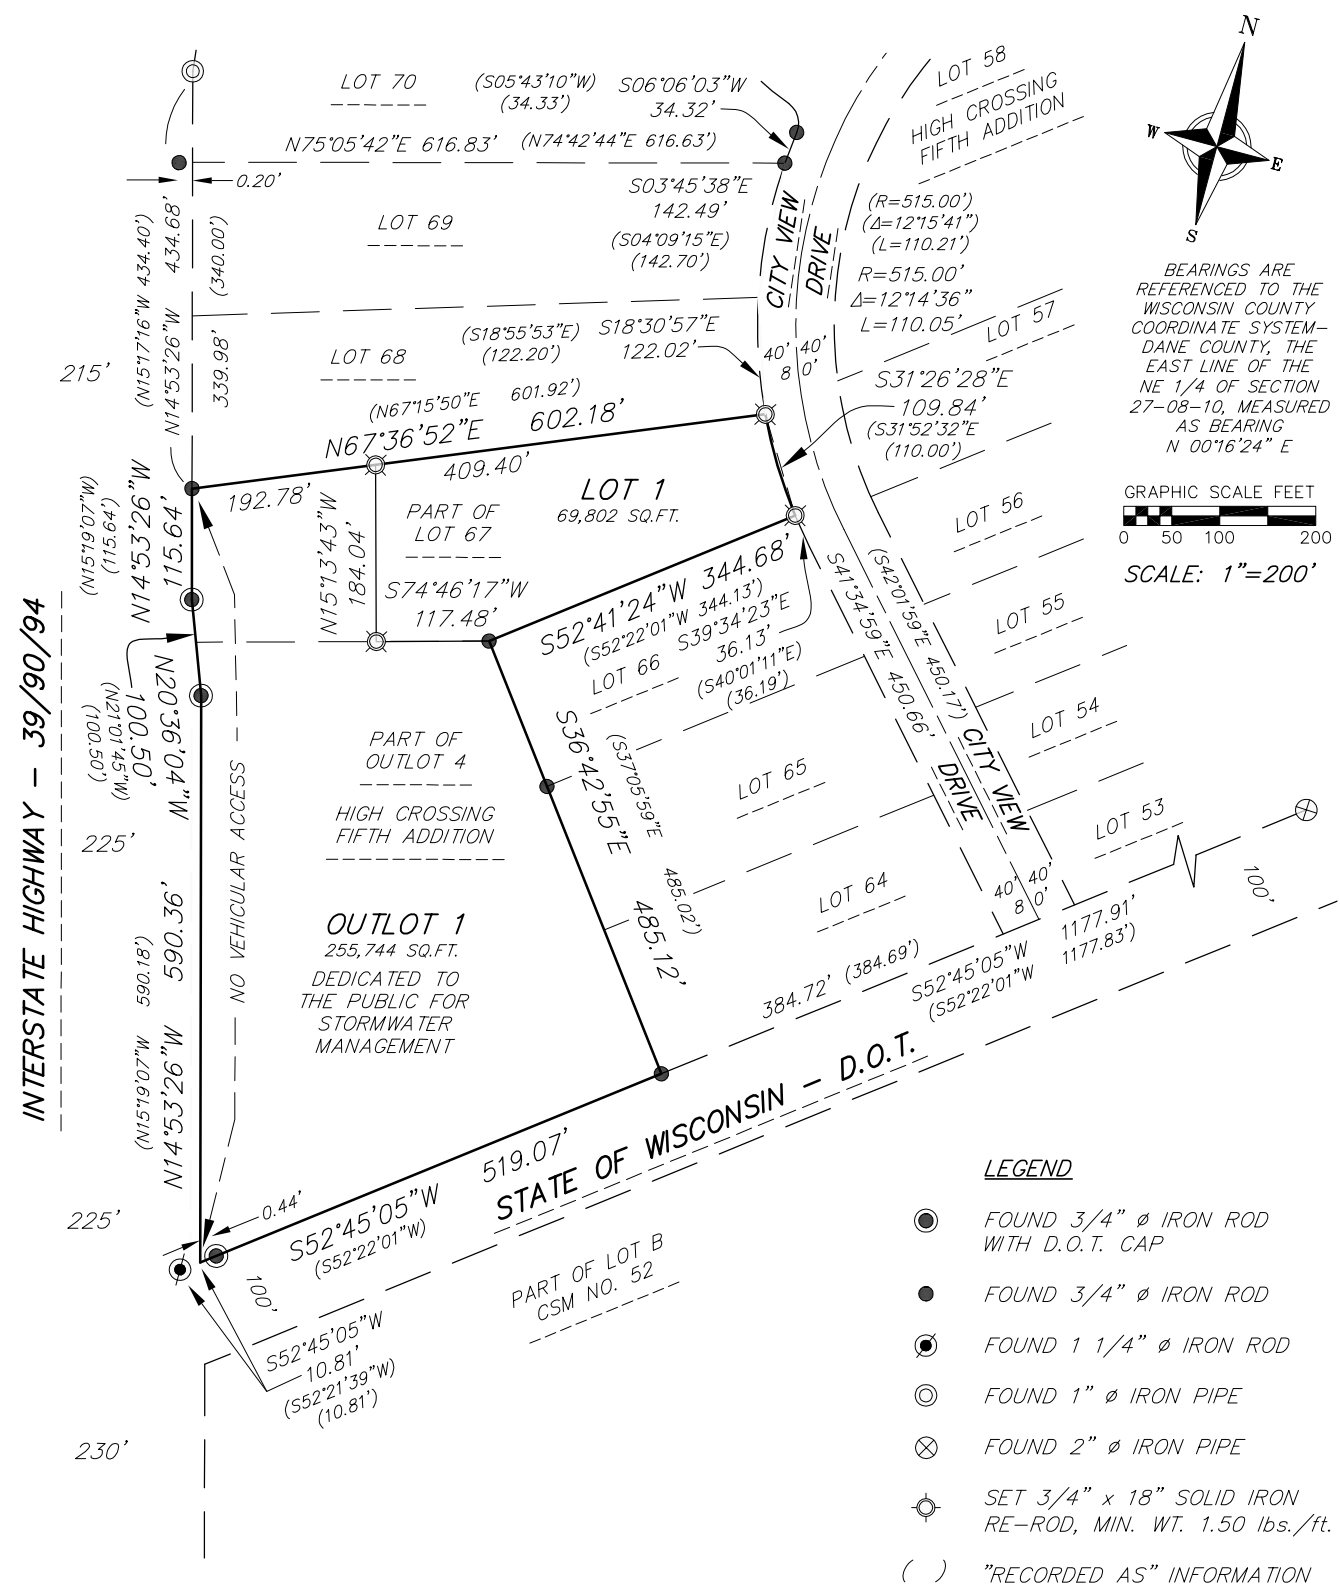 N
W
E
S
LOT 70
(S05°43'10"W)
(34.33')
S06°06'03"W
34.32'
LOT 58
HIGH CROSSING
FIFTH ADDITION
N75°05'42"E 616.83'
(N74°42'44"E 616.63')
0.20'
S03°45'38"E
142.49'
(S04°09'15"E)
(142.70')
LOT 69
CITY VIEW
DRIVE
(R=515.00')
(Δ=12°15'41")
(L=110.21')
R=515.00'
Δ=12°14'36"
L=110.05'
BEARINGS ARE
REFERENCED TO THE
WISCONSIN COUNTY
COORDINATE SYSTEM-
DANE COUNTY, THE
EAST LINE OF THE
NE 1/4 OF SECTION
27-08-10, MEASURED
AS BEARING
N 00°16'24" E
GRAPHIC SCALE FEET
0 50 100 200
SCALE: 1"=200'
(N15°17'16"W 434.40')
434.68'
(340.00')
N14°53'26"W
339.98'
215'
LOT 68
(S18°55'53"E)
(122.20')
S18°30'57"E
122.02'
40' 40'
80'
LOT 57
S31°26'28"E
109.84'
(S31°52'32"E
(110.00')
(N67°15'50"E 601.92')
N67°36'52"E 602.18'
192.78'
409.40'
LOT 1
69,802 SQ.FT.
PART OF
LOT 67
N15°13'43"W
184.04'
S74°46'17"W
117.48'
(N15°19'07"W)
(115.64')
N14°53'26"W
115.64'
S52°41'24"W 344.68'
(S52°22'01"W 344.13')
LOT 66
S39°34'23"E
36.13'
(S40°01'11"E)
(36.19')
LOT 56
LOT 55
LOT 54
LOT 53
(S42°01'59"E 450.17')
S41°34'59"E 450.66'
CITY VIEW
DRIVE
40' 40'
80'
INTERSTATE HIGHWAY - 39/90/94
N20°36'04"W
100.50'
(N21°01'45"W)
(100.50')
225'
PART OF
OUTLOT 4
HIGH CROSSING
FIFTH ADDITION
NO VEHICULAR ACCESS
S36°42'55"E 485.12'
(S37°05'59"E 485.02')
LOT 65
LOT 64
100'
OUTLOT 1
255,744 SQ.FT.
DEDICATED TO
THE PUBLIC FOR
STORMWATER
MANAGEMENT
N14°53'26"W 590.36'
(N15°19'07"W 590.18')
384.72' (384.69')
S52°45'05"W 1177.91'
(S52°22'01"W 1177.83')
225'
0.44'
519.07'
S52°45'05"W
(S52°22'01"W)
STATE OF WISCONSIN - D.O.T.
100'
PART OF LOT B
CSM NO. 52
S52°45'05"W
10.81'
(S52°21'39"W)
(10.81')
230'
LEGEND
FOUND 3/4" ø IRON ROD
WITH D.O.T. CAP
FOUND 3/4" ø IRON ROD
FOUND 1 1/4" ø IRON ROD
FOUND 1" ø IRON PIPE
FOUND 2" ø IRON PIPE
SET 3/4" x 18" SOLID IRON
RE-ROD, MIN. WT. 1.50 lbs./ft.
( ) "RECORDED AS" INFORMATION